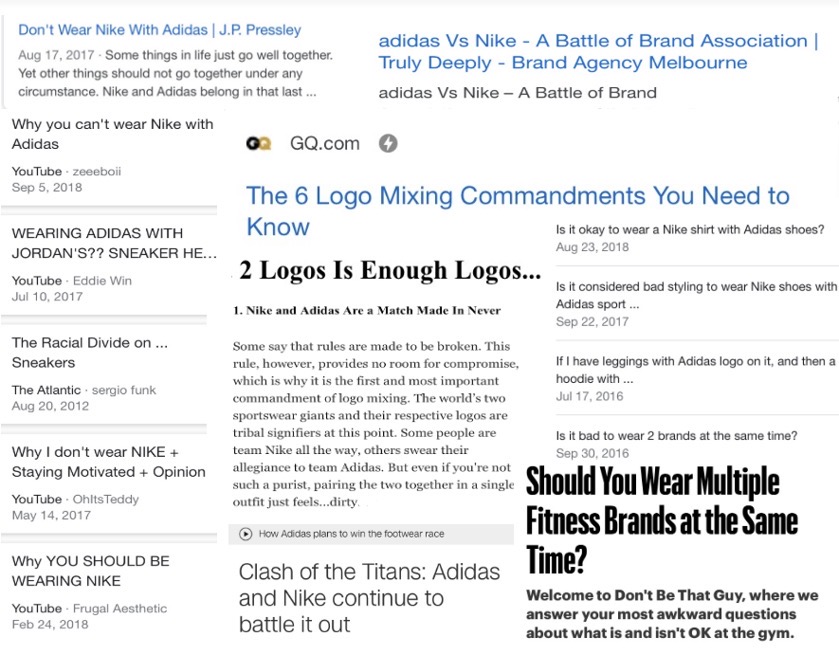 Don't Wear Nike With Adidas | J.P. Pressley
Aug 17, 2017 · Some things in life just go well together.
Yet other things should not go together under any
circumstance. Nike and Adidas belong in that last ...
adidas Vs Nike - A Battle of Brand Association |
Truly Deeply - Brand Agency Melbourne
adidas Vs Nike – A Battle of Brand
Why you can't wear Nike with
Adidas
YouTube · zeeeboii
Sep 5, 2018
WEARING ADIDAS WITH
JORDAN'S?? SNEAKER HE...
YouTube · Eddie Win
Jul 10, 2017
The Racial Divide on ...
Sneakers
The Atlantic · sergio funk
Aug 20, 2012
Why I don't wear NIKE +
Staying Motivated + Opinion
YouTube · OhItsTeddy
May 14, 2017
Why YOU SHOULD BE
WEARING NIKE
YouTube · Frugal Aesthetic
Feb 24, 2018
GQ GQ.com
The 6 Logo Mixing Commandments You Need to
Know
2 Logos Is Enough Logos...
1. Nike and Adidas Are a Match Made In Never
Some say that rules are made to be broken. This
rule, however, provides no room for compromise,
which is why it is the first and most important
commandment of logo mixing. The world's two
sportswear giants and their respective logos are
tribal signifiers at this point. Some people are
team Nike all the way, others swear their
allegiance to team Adidas. But even if you're not
such a purist, pairing the two together in a single
outfit just feels...dirty.
How Adidas plans to win the footwear race
Clash of the Titans: Adidas
and Nike continue to
battle it out
Is it okay to wear a Nike shirt with Adidas shoes?
Aug 23, 2018
Is it considered bad styling to wear Nike shoes with
Adidas sport ...
Sep 22, 2017
If I have leggings with Adidas logo on it, and then a
hoodie with ...
Jul 17, 2016
Is it bad to wear 2 brands at the same time?
Sep 30, 2016
Should You Wear Multiple
Fitness Brands at the Same
Time?
Welcome to Don't Be That Guy, where we
answer your most awkward questions
about what is and isn't OK at the gym.